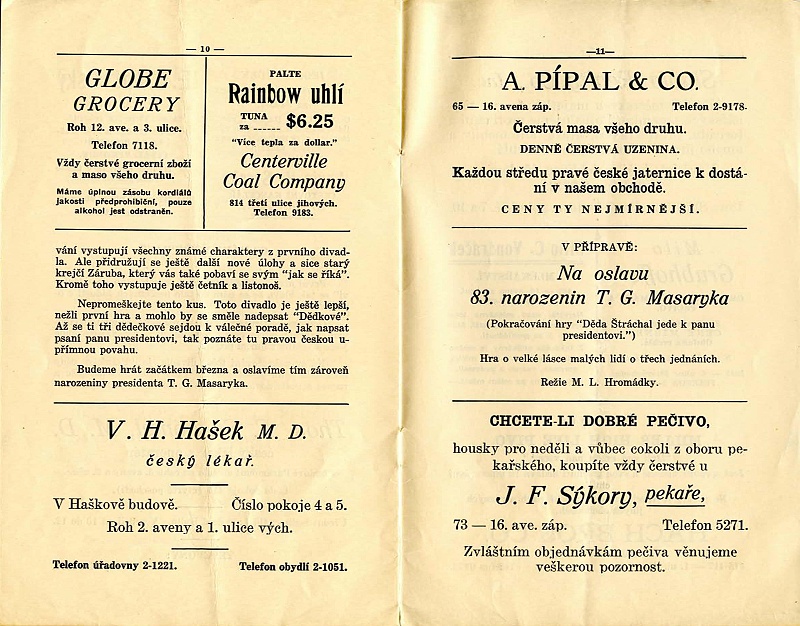 — 10 —
GLOBE
GROCERY
Roh 12. ave. a 3. ulice.
Telefon 7118.
Vždy čerstvé grocerní zboží
a maso všeho druhu.
Máme úplnou zásobu kordiálů
jakosti předprohibiční, pouze
alkohol jest odstraněn.
PALTE
Rainbow uhlí
TUNA
za ...... $6.25
"Více tepla za dollar."
Centerville
Coal Company
814 třetí ulice jihových.
Telefon 9183.
vání vystupují všechny známé charaktery z prvního divad-
la. Ale přidružují se ještě další nové úlohy a sice starý
krejčí Záruba, který vás také pobaví se svým "jak se říká".
Kromě toho vystupuje ještě četník a listonoš.
Nepromeškejte tento kus. Toto divadlo je ještě lepší,
nežli první hra a mohlo by se směle nadepsat "Dědkové".
Až se ti tři dědečkové sejdou k válečné poradě, jak napsat
psaní panu presidentovi, tak poznáte tu pravou českou u-
přímnou povahu.
Budeme hrát začátkem března a oslavíme tím zároveň
narozeniny presidenta T. G. Masaryka.
V. H. Hašek M. D.
český lékař.
V Haškově budově. Číslo pokoje 4 a 5.
Roh 2. aveny a 1. ulice vých.
Telefon úřadovny 2-1221. Telefon obydlí 2-1051.
—11—
A. PÍPAL & CO.
65 — 16. avena záp. Telefon 2-9178.
Čerstvá masa všeho druhu.
DENNĚ ČERSTVÁ UZENINA.
Každou středu pravé české jaternice k dostá-
ní v našem obchodě.
CENY TY NEJMÍRNĚJŠÍ.
V PŘÍPRAVĚ:
Na oslavu
83. narozenin T. G. Masaryka
(Pokračování hry "Děda Štráchal jede k panu
presidentovi.")
Hra o velké lásce malých lidí o třech jednáních.
Režie M. L. Hromádky.
CHCETE-LI DOBRÉ PEČIVO,
housky pro neděli a vůbec cokoli z oboru pe-
kařského, koupíte vždy čerstvé u
J. F. Sýkory, pekaře,
73 — 16. ave. záp. Telefon 5271.
Zvláštním objednávkám pečiva věnujeme
veškerou pozornost.